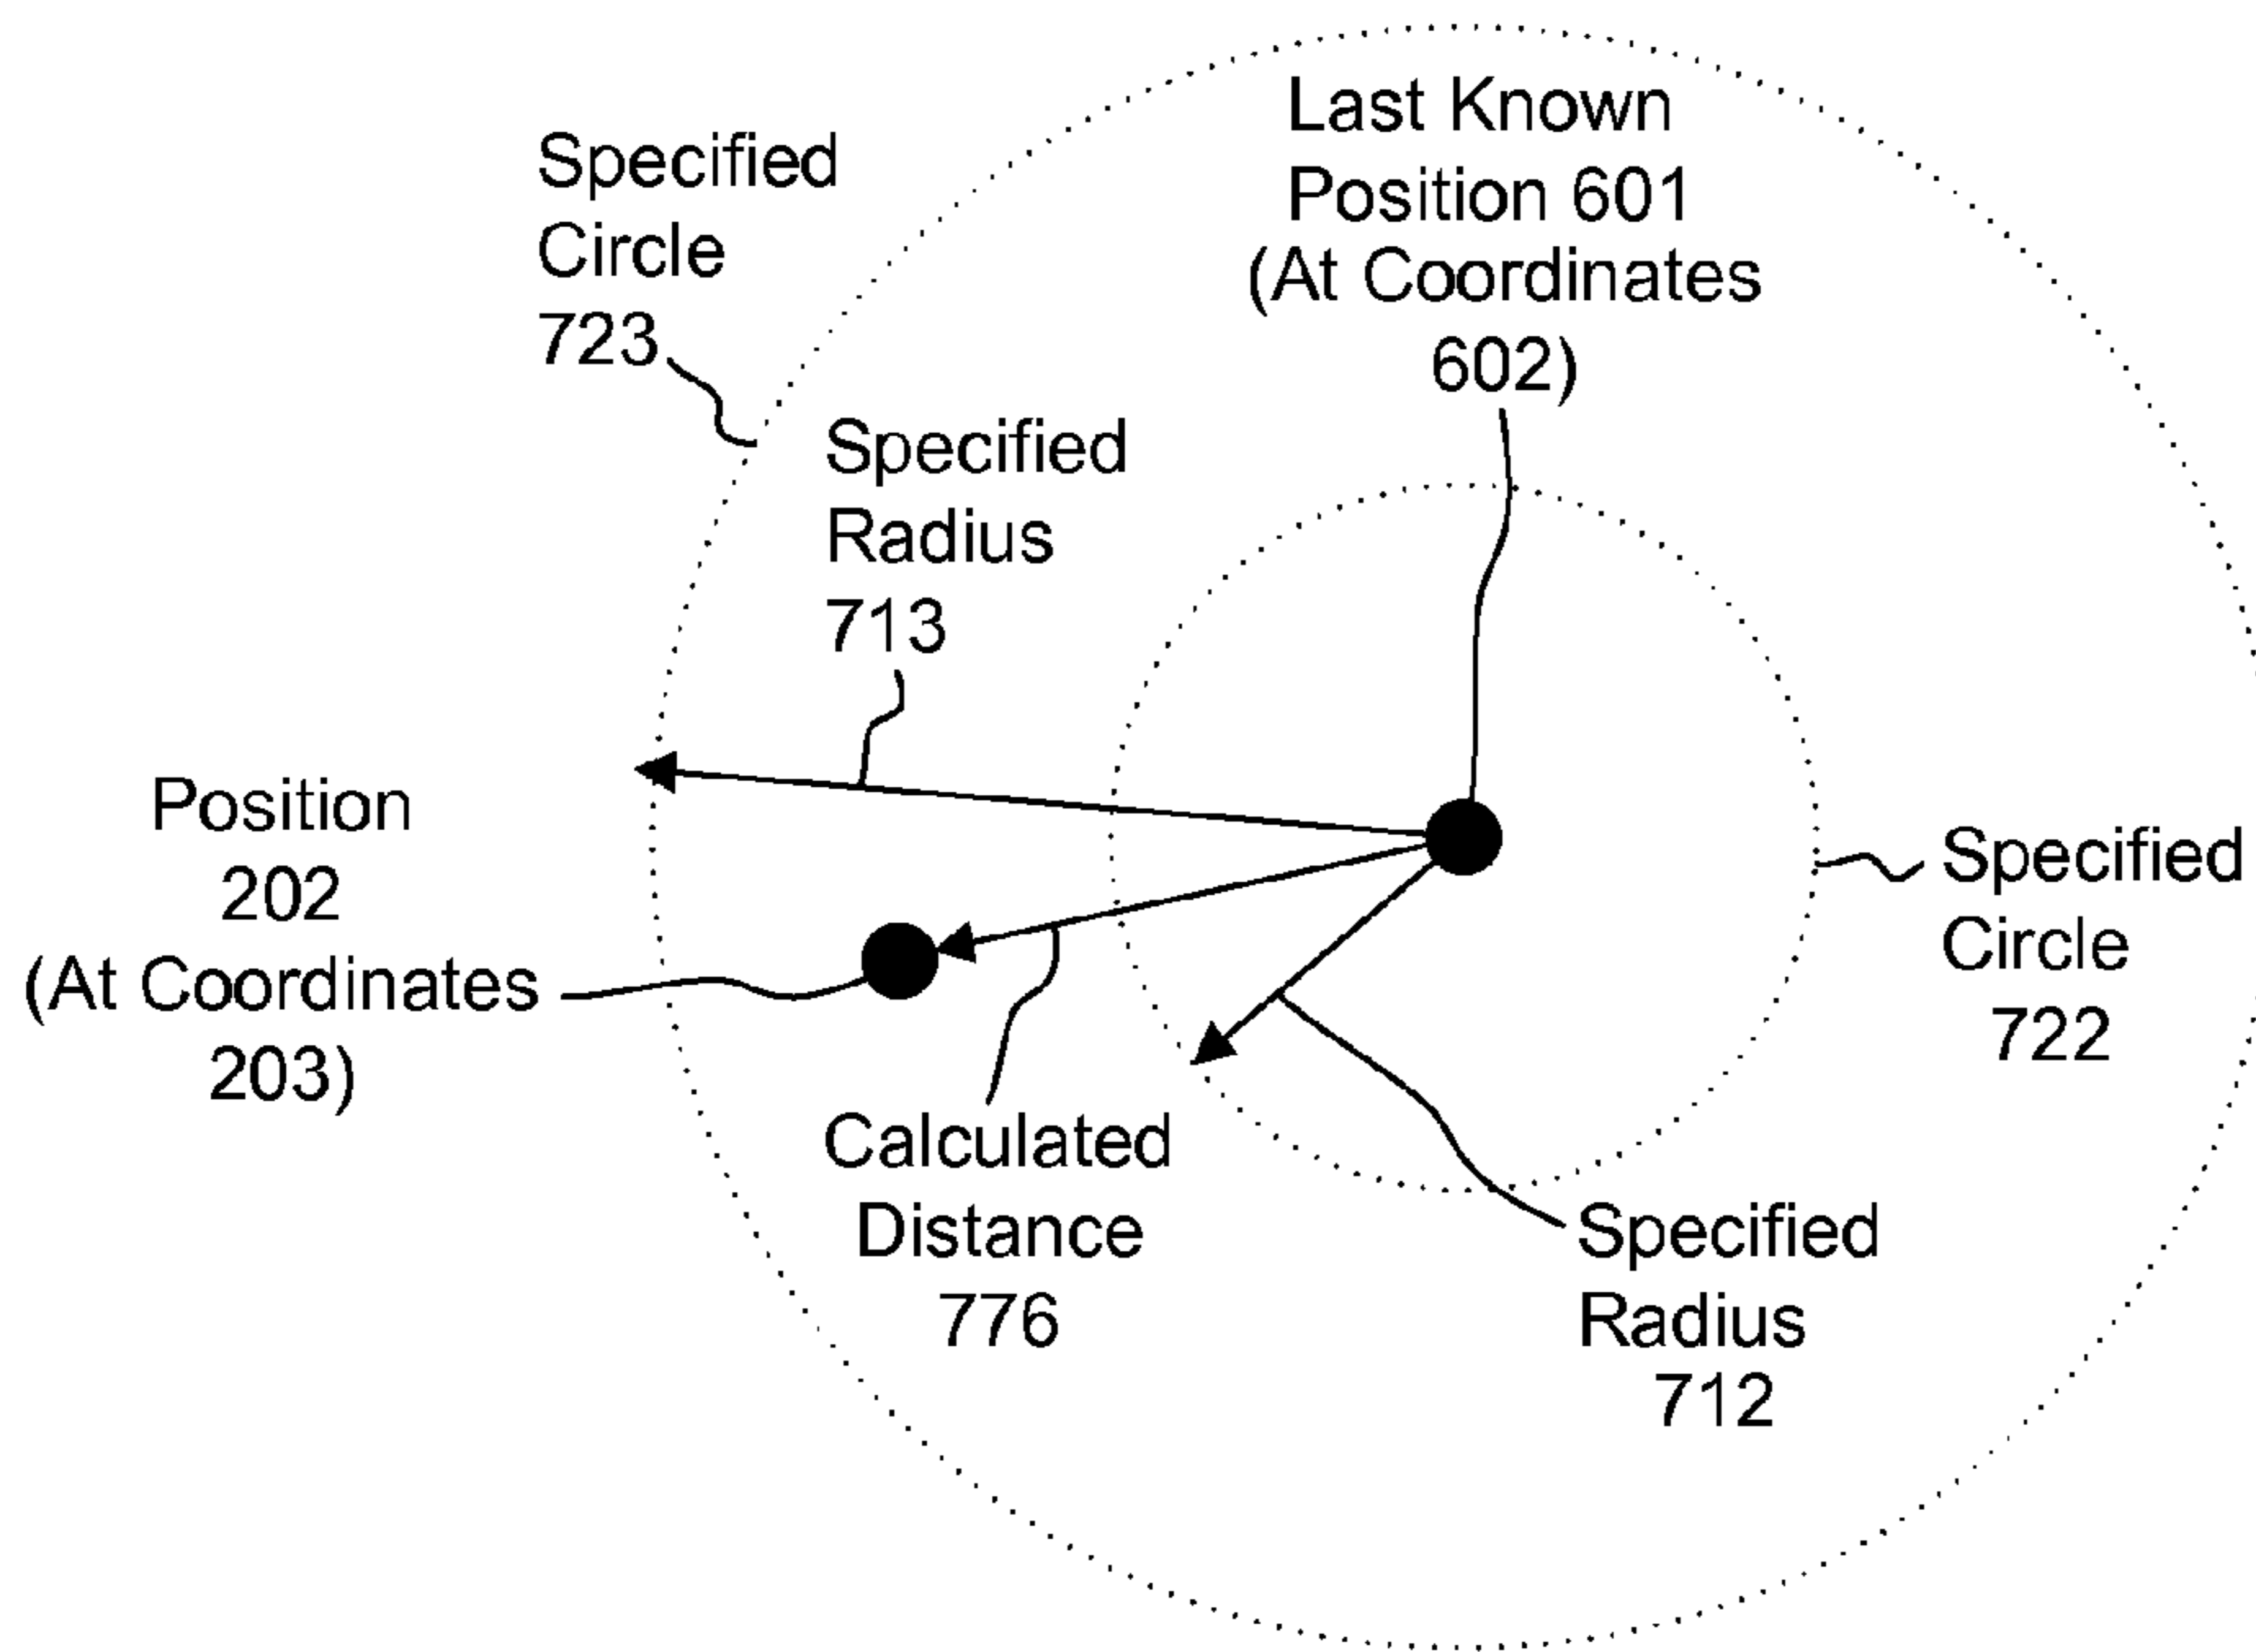 Last Known
Position 601
(At Coordinates
602)
Specified
Circle
723
Specified
Radius
713
Position
202
(At Coordinates
203)
Specified
Circle
722
Calculated
Distance
776
Specified
Radius
712